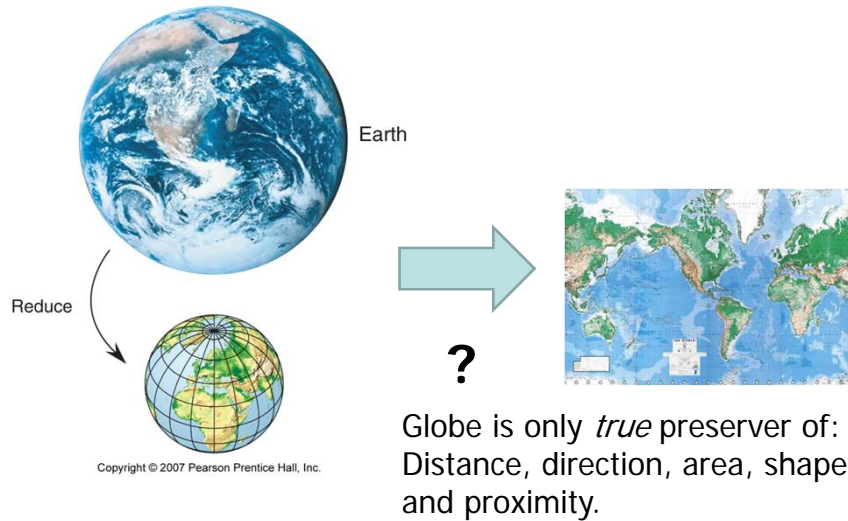 Earth
Reduce
?
Copyright © 2007 Pearson Prentice Hall, Inc.
Globe is only true preserver of:
Distance, direction, area, shape
and proximity.